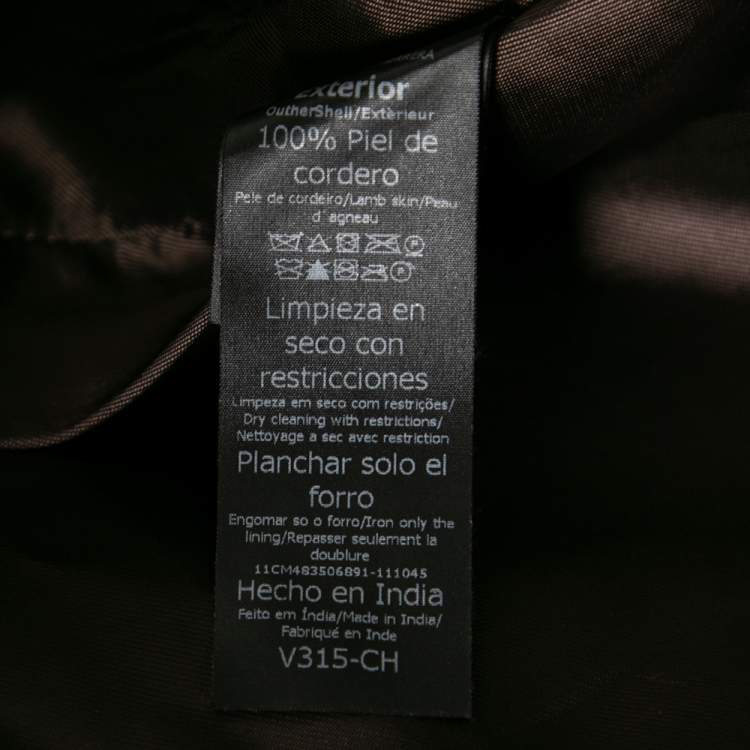 Exterior
OutherShell/Extèrieur
100% Piel de
cordero
Pele de cordeiro/Lamb skin/Peau
d'agneau
Limpieza en
seco con
restricciones
Limpeza em seco com restrições/
Dry cleaning with restrictions/
Nettoyage a sec avec restriction
Planchar solo el
forro
Engomar so o forro/Iron only the
lining/Repasser seulement la
doublure
11CM483506891-111045
Hecho en India
Feito em Índia/Made in India/
Fabriqué en Inde
V315-CH